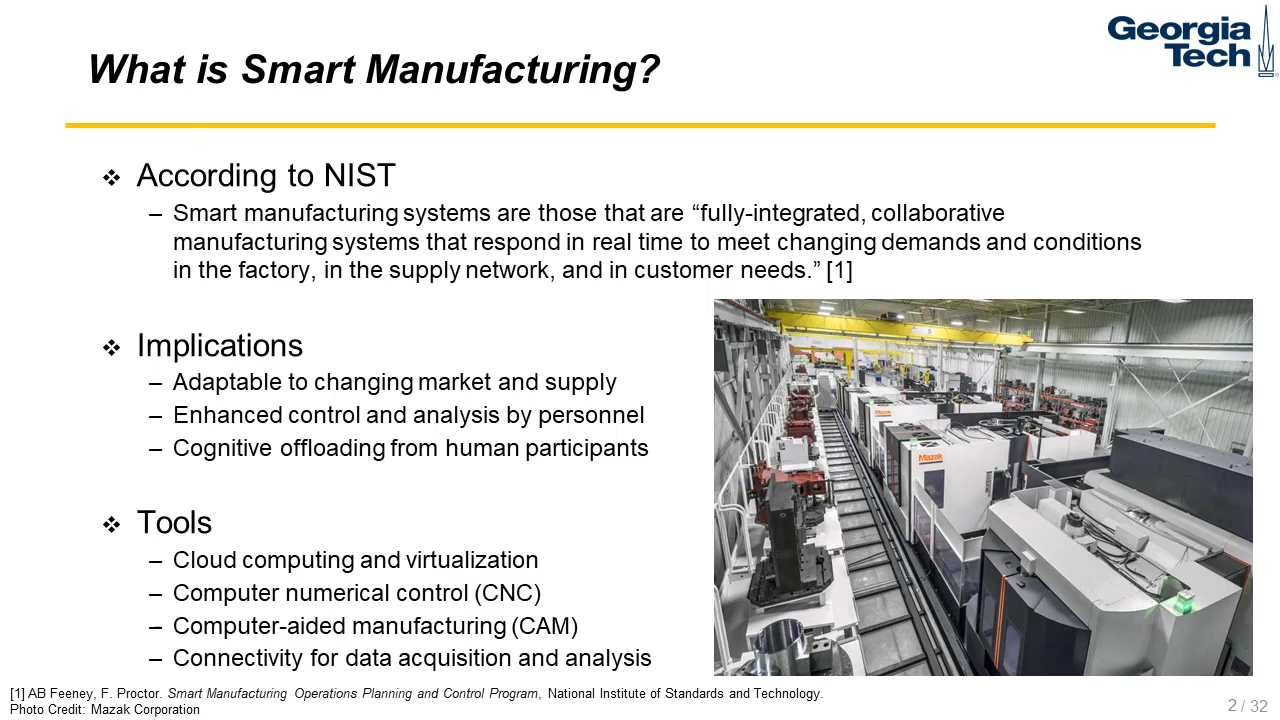 Georgia
Tech
What is Smart Manufacturing?
❖ According to NIST
– Smart manufacturing systems are those that are “fully-integrated, collaborative
manufacturing systems that respond in real time to meet changing demands and conditions
in the factory, in the supply network, and in customer needs.” [1]
❖ Implications
– Adaptable to changing market and supply
– Enhanced control and analysis by personnel
– Cognitive offloading from human participants
Mazak
Mazak
❖ Tools
– Cloud computing and virtualization
– Computer numerical control (CNC)
– Computer-aided manufacturing (CAM)
– Connectivity for data acquisition and analysis
[1] AB Feeney, F. Proctor. Smart Manufacturing Operations Planning and Control Program, National Institute of Standards and Technology.
Photo Credit: Mazak Corporation
2 / 32